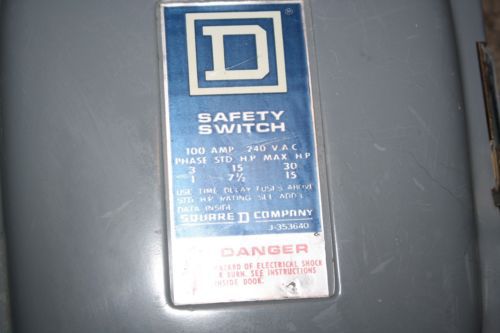 D
SAFETY
SWITCH
100 AMP 240 V.A.C
PHASE STD H.P MAX H.P
3 15 30
1 7½ 15
USE TIME DELAY FUSES ABOVE
STD H.P. RATING SEE ADD'L
DATA INSIDE
SQUARE D COMPANY
J-353640
DANGER
HAZARD OF ELECTRICAL SHOCK
OR BURN. SEE INSTRUCTIONS
INSIDE DOOR.